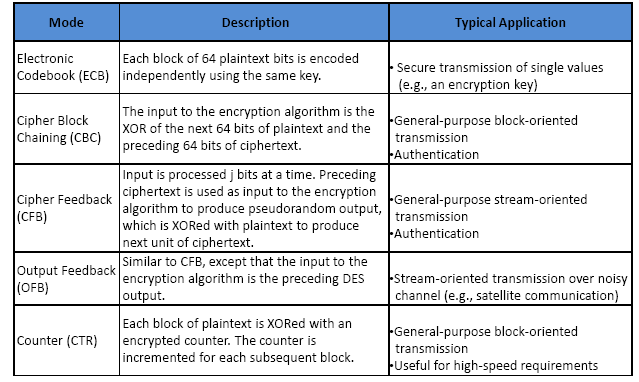 Mode
Description
Typical Application
Electronic
Codebook (ECB)
Each block of 64 plaintext bits is encoded
independently using the same key.
• Secure transmission of single values
(e.g., an encryption key)
Cipher Block
Chaining (CBC)
The input to the encryption algorithm is the
XOR of the next 64 bits of plaintext and the
preceding 64 bits of ciphertext.
•General-purpose block-oriented
transmission
•Authentication
Cipher Feedback
(CFB)
Input is processed j bits at a time. Preceding
ciphertext is used as input to the encryption
algorithm to produce pseudorandom output,
which is XORed with plaintext to produce
next unit of ciphertext.
•General-purpose stream-oriented
transmission
•Authentication
Output Feedback
(OFB)
Similar to CFB, except that the input to the
encryption algorithm is the preceding DES
output.
•Stream-oriented transmission over noisy
channel (e.g., satellite communication)
Counter (CTR)
Each block of plaintext is XORed with an
encrypted counter. The counter is
incremented for each subsequent block.
•General-purpose block-oriented
transmission
•Useful for high-speed requirements